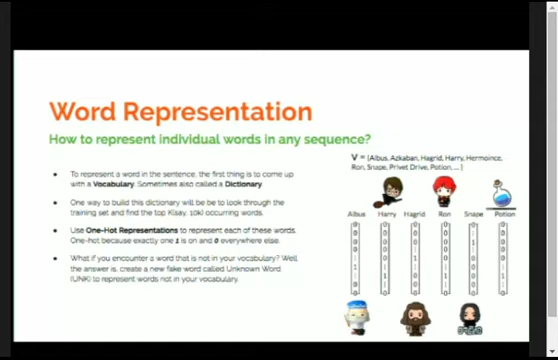 Word Representation
How to represent individual words in any sequence?
To represent a word in the sentence, the first thing is to come up
with a Vocabulary. Sometimes also called a Dictionary.
One way to build this dictionary will be be to look through the
training set and find the top K(say, 10k) occurring words.
Use One-Hot Representations to represent each of these words.
One-hot because exactly one 1 is on and 0 everywhere else.
What if you encounter a word that is not in your vocabulary? Well
the answer is, create a new fake word called Unknown Word
(UNK) to represent words not in your vocabulary.
V = {Albus, Azkaban, Hagrid, Harry, Hermoince,
Ron, Snape, Privet Drive, Potion, ... }
Albus Harry Hagrid Ron Snape Potion